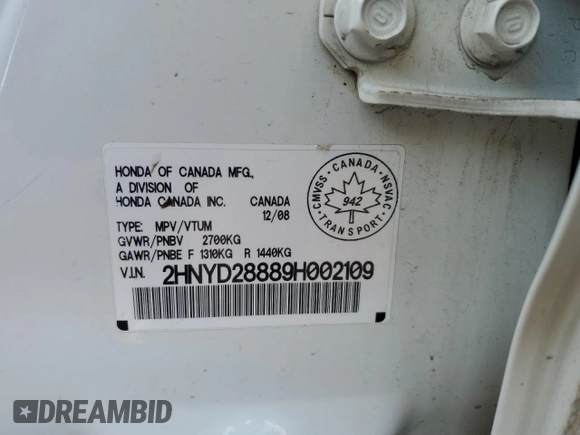 HONDA OF CANADA MFG.,
A DIVISION OF
HONDA CANADA INC. CANADA
12/08
TYPE: MPV/VTUM
GVWR/PNBV 2700KG
GAWR/PNBE F 1310KG R 1440KG
V.I.N. 2HNYD28889H002109
CMVSS · CANADA · NSVAC
942
TRANSPORT
DREAMBID